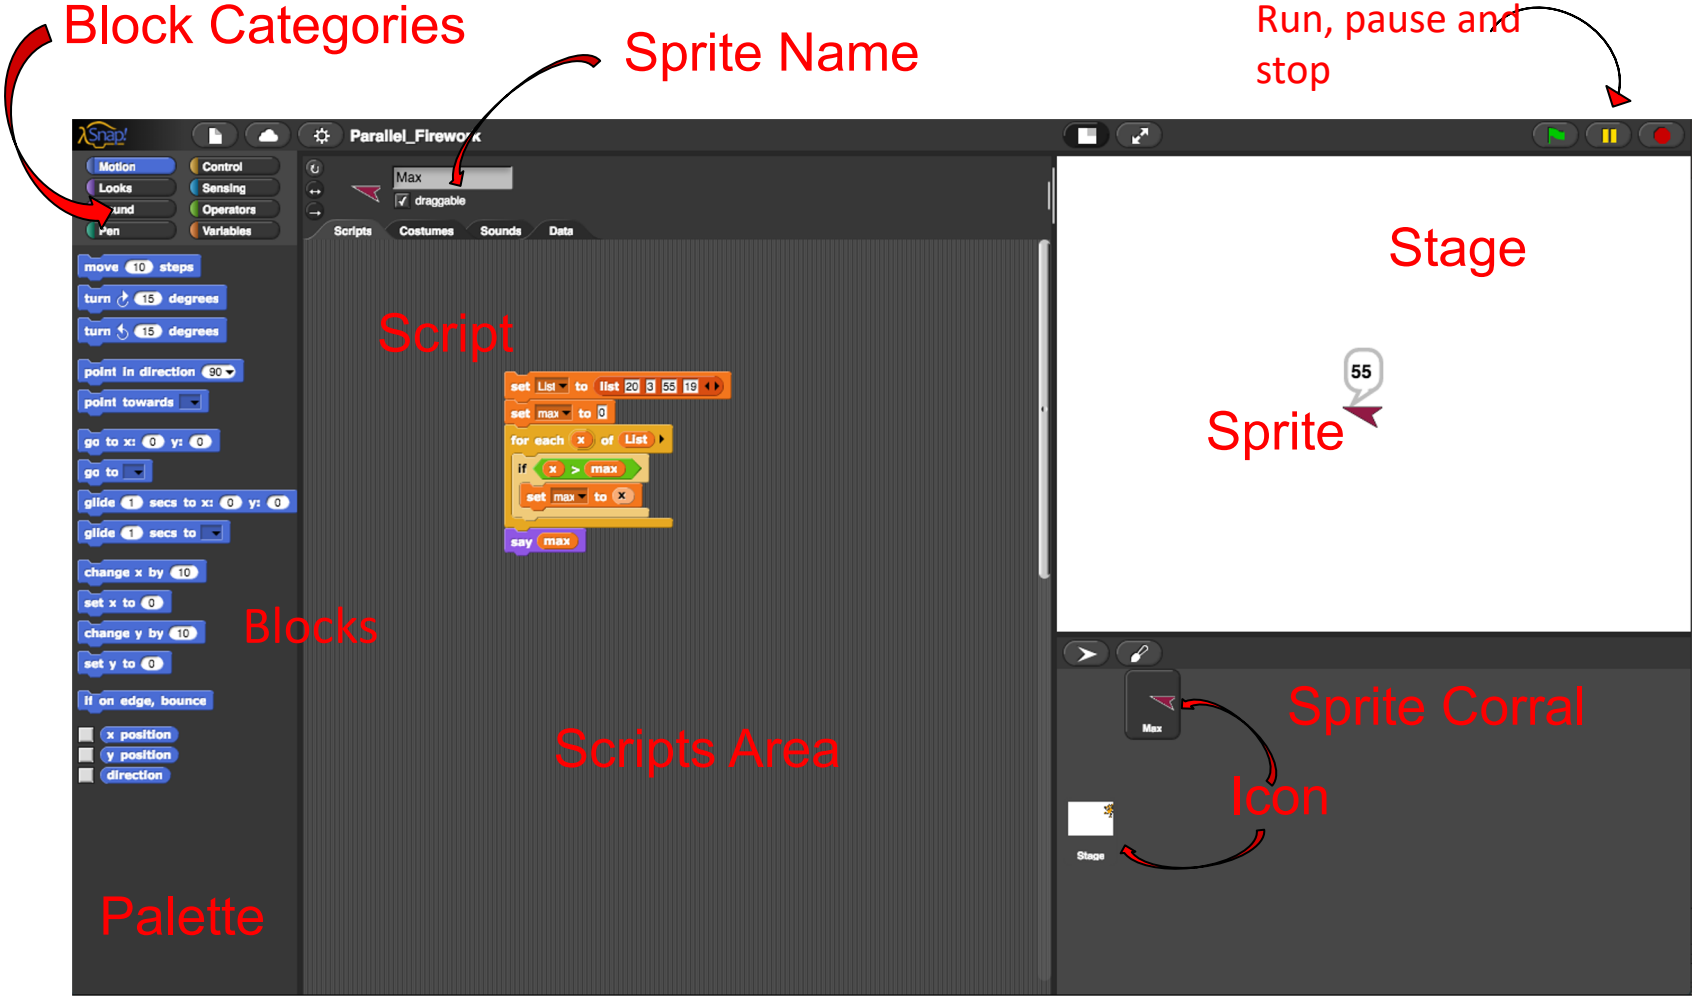 Block Categories
Sprite Name
Run, pause and
stop
Snap!
Parallel_Firework
Motion
Control
Looks
Sensing
und
Operators
Pen
Variables
Max
draggable
Scripts
Costumes
Sounds
Data
move 10 steps
turn 15 degrees
turn 15 degrees
point in direction 90
point towards
go to x: 0 y: 0
go to
glide 1 secs to x: 0 y: 0
glide 1 secs to
change x by 10
set x to 0
change y by 10
set y to 0
if on edge, bounce
x position
y position
direction
Blocks
Palette
Script
set List to list 20 3 55 19
set max to 0
for each x of List
if x > max
set max to x
say max
Scripts Area
Stage
55
Sprite
Max
Sprite Corral
Icon
Stage